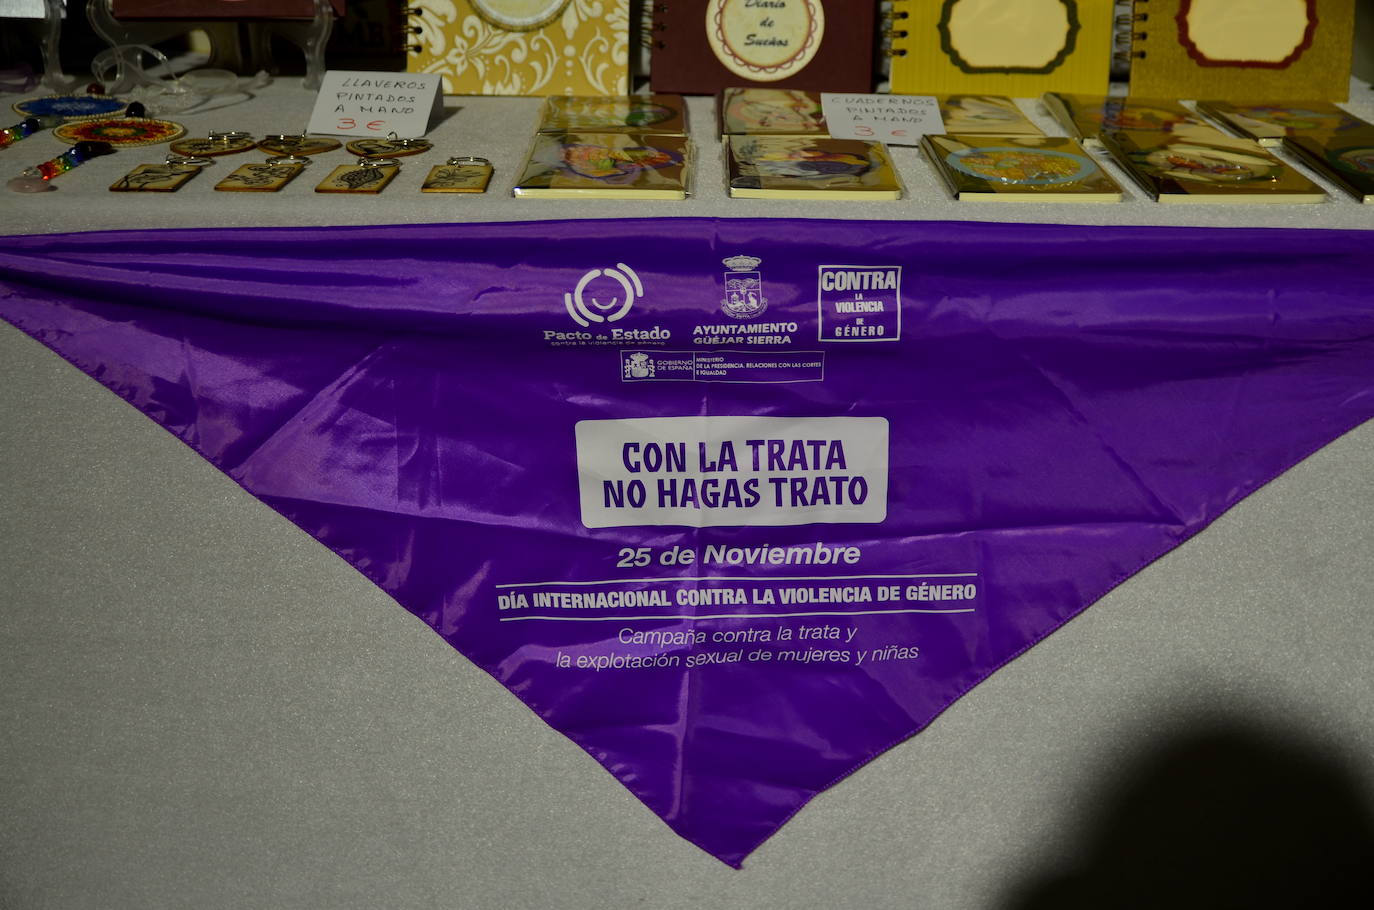 Diario
de
Sueños
LLAVEROS
PINTADOS
A MANO
3 €
CUADERNOS
PINTADOS
A MANO
3 €
Pacto de Estado
contra la violencia de género
AYUNTAMIENTO
GÜÉJAR SIERRA
CONTRA
LA
VIOLENCIA
DE
GÉNERO
GOBIERNO
DE ESPAÑA
MINISTERIO
DE LA PRESIDENCIA, RELACIONES CON LAS CORTES
E IGUALDAD
CON LA TRATA
NO HAGAS TRATO
25 de Noviembre
DÍA INTERNACIONAL CONTRA LA VIOLENCIA DE GÉNERO
Campaña contra la trata y
la explotación sexual de mujeres y niñas